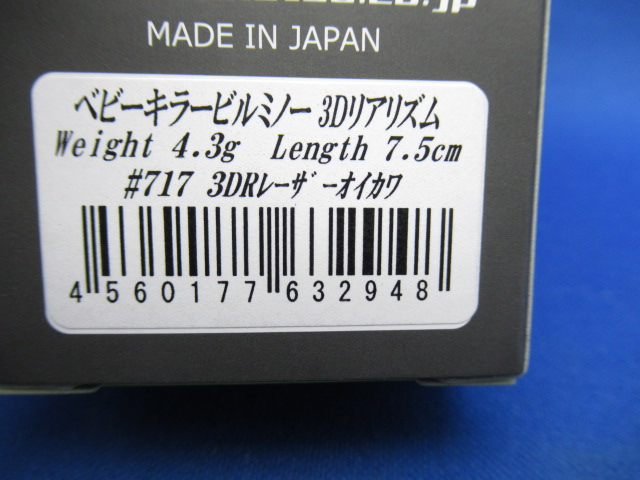 MADE IN JAPAN
ベビーキラービルミノー 3Dリアリズム
Weight 4.3g Length 7.5cm
#717 3DRレーザーオイカワ
4 560177 632948